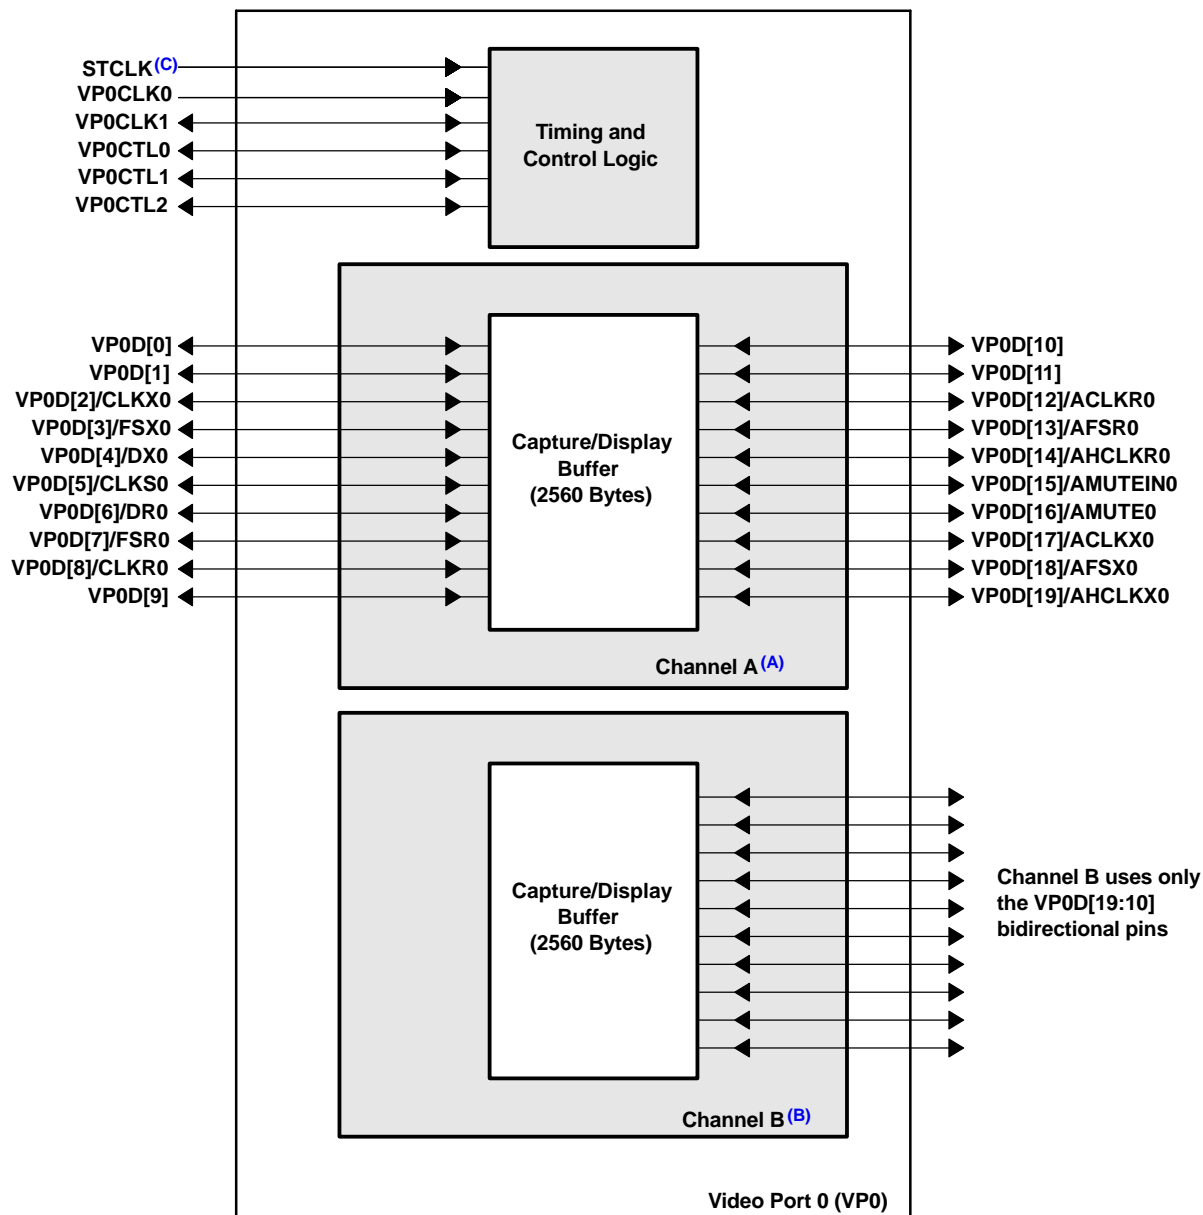 STCLK(C)
VP0CLK0
VP0CLK1
VP0CTL0
VP0CTL1
VP0CTL2
Timing and
Control Logic
VP0D[0]
VP0D[1]
VP0D[2]/CLKX0
VP0D[3]/FSX0
VP0D[4]/DX0
VP0D[5]/CLKS0
VP0D[6]/DR0
VP0D[7]/FSR0
VP0D[8]/CLKR0
VP0D[9]
Capture/Display
Buffer
(2560 Bytes)
VP0D[10]
VP0D[11]
VP0D[12]/ACLKR0
VP0D[13]/AFSR0
VP0D[14]/AHCLKR0
VP0D[15]/AMUTEIN0
VP0D[16]/AMUTE0
VP0D[17]/ACLKX0
VP0D[18]/AFSX0
VP0D[19]/AHCLKX0
Channel A(A)
Capture/Display
Buffer
(2560 Bytes)
Channel B uses only
the VP0D[19:10]
bidirectional pins
Channel B(B)
Video Port 0 (VP0)